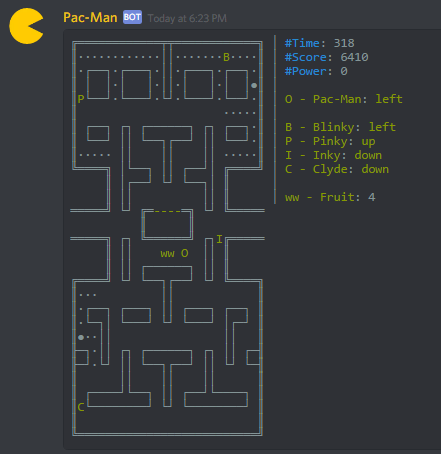 Pac-Man BOT Today at 6:23 PM
#Time: 318
B
#Score: 6410
#Power: 0
P
O - Pac-Man: left
B - Blinky: left
P - Pinky: up
I - Inky: down
C - Clyde: down
ww - Fruit: 4
I
ww O
C